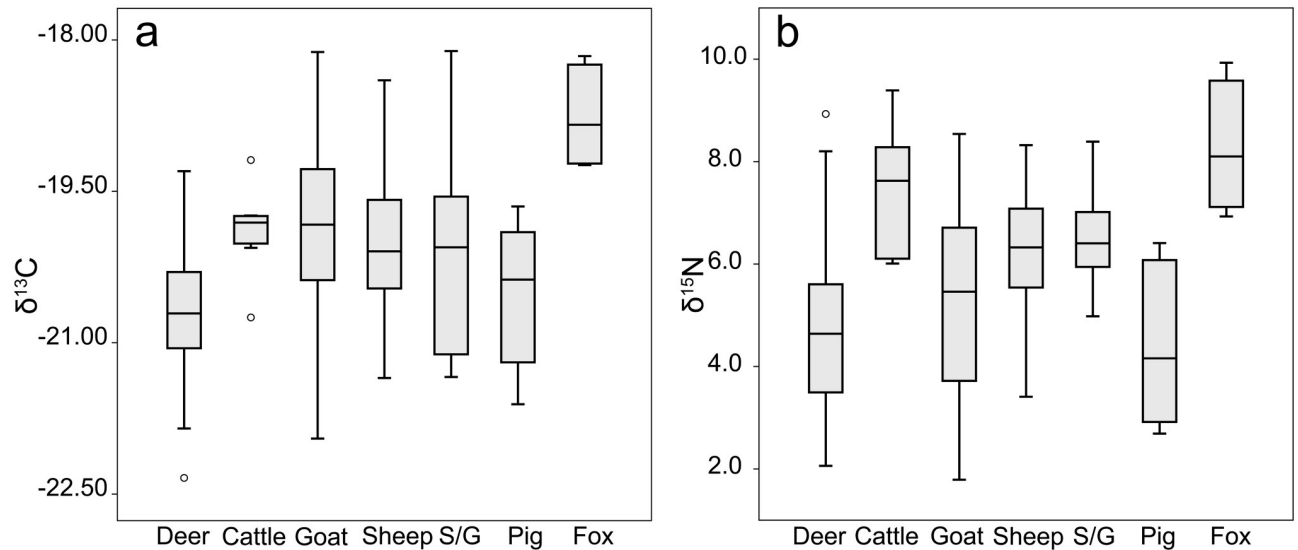 a
-18.00
-19.50
-21.00
-22.50
δ13C
Deer Cattle Goat Sheep S/G Pig Fox
b
10.0
8.0
6.0
4.0
2.0
δ15N
Deer Cattle Goat Sheep S/G Pig Fox